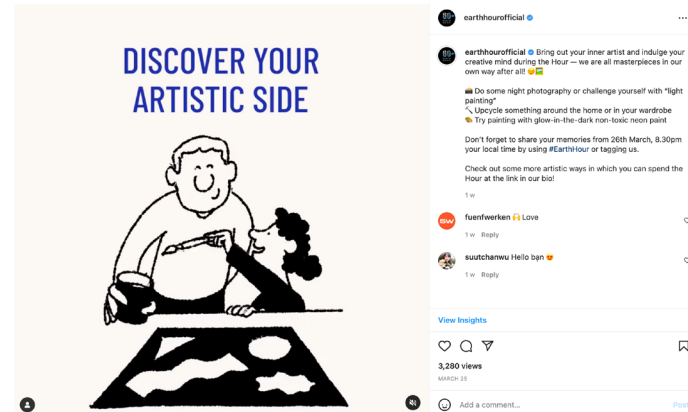 DISCOVER YOUR
ARTISTIC SIDE
earthhourofficial
earthhourofficial Bring out your inner artist and indulge your
creative mind during the Hour — we are all masterpieces in our
own way after all! 😌🖼️
📸 Do some night photography or challenge yourself with "light
painting"
🔨 Upcycle something around the home or in your wardrobe
🎨 Try painting with glow-in-the-dark non-toxic neon paint
Don't forget to share your memories from 26th March, 8.30pm
your local time by using #EarthHour or tagging us.
Check out some more artistic ways in which you can spend the
Hour at the link in our bio!
1 w
SW
fuenfwerken 🙌 Love
1 w Reply
suutchanwu Hello bạn 😍
1 w Reply
View Insights
3,280 views
Add a comment...
Post